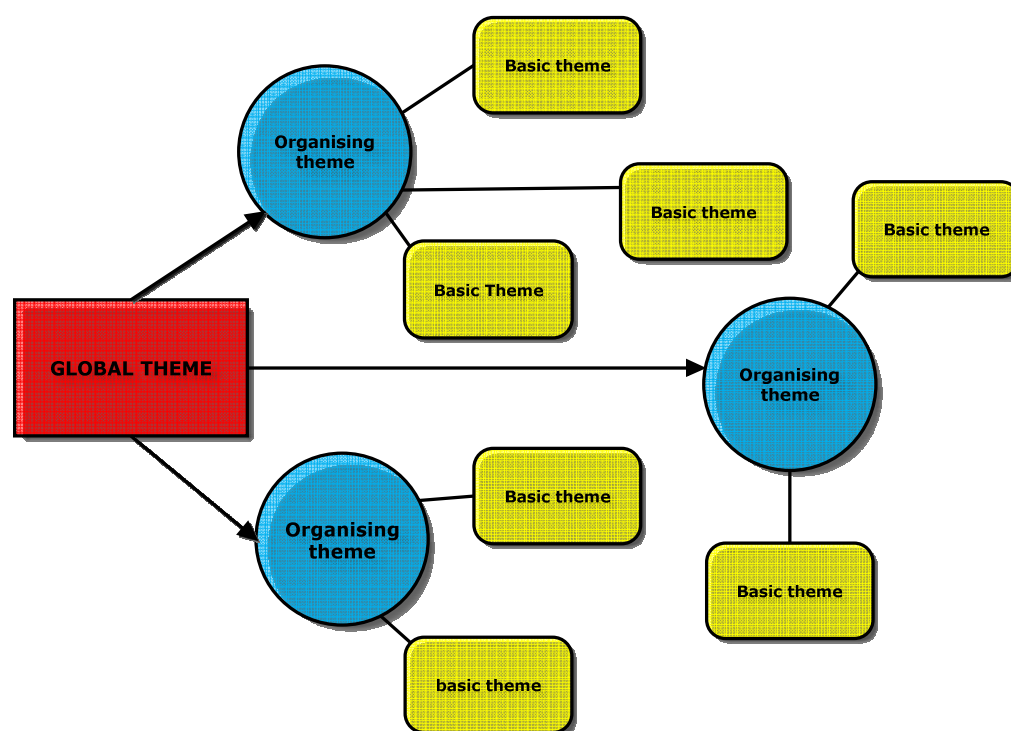 Basic theme
Organising
theme
Basic theme
Basic theme
Basic Theme
GLOBAL THEME
Organising
theme
Basic theme
Organising
theme
Basic theme
basic theme